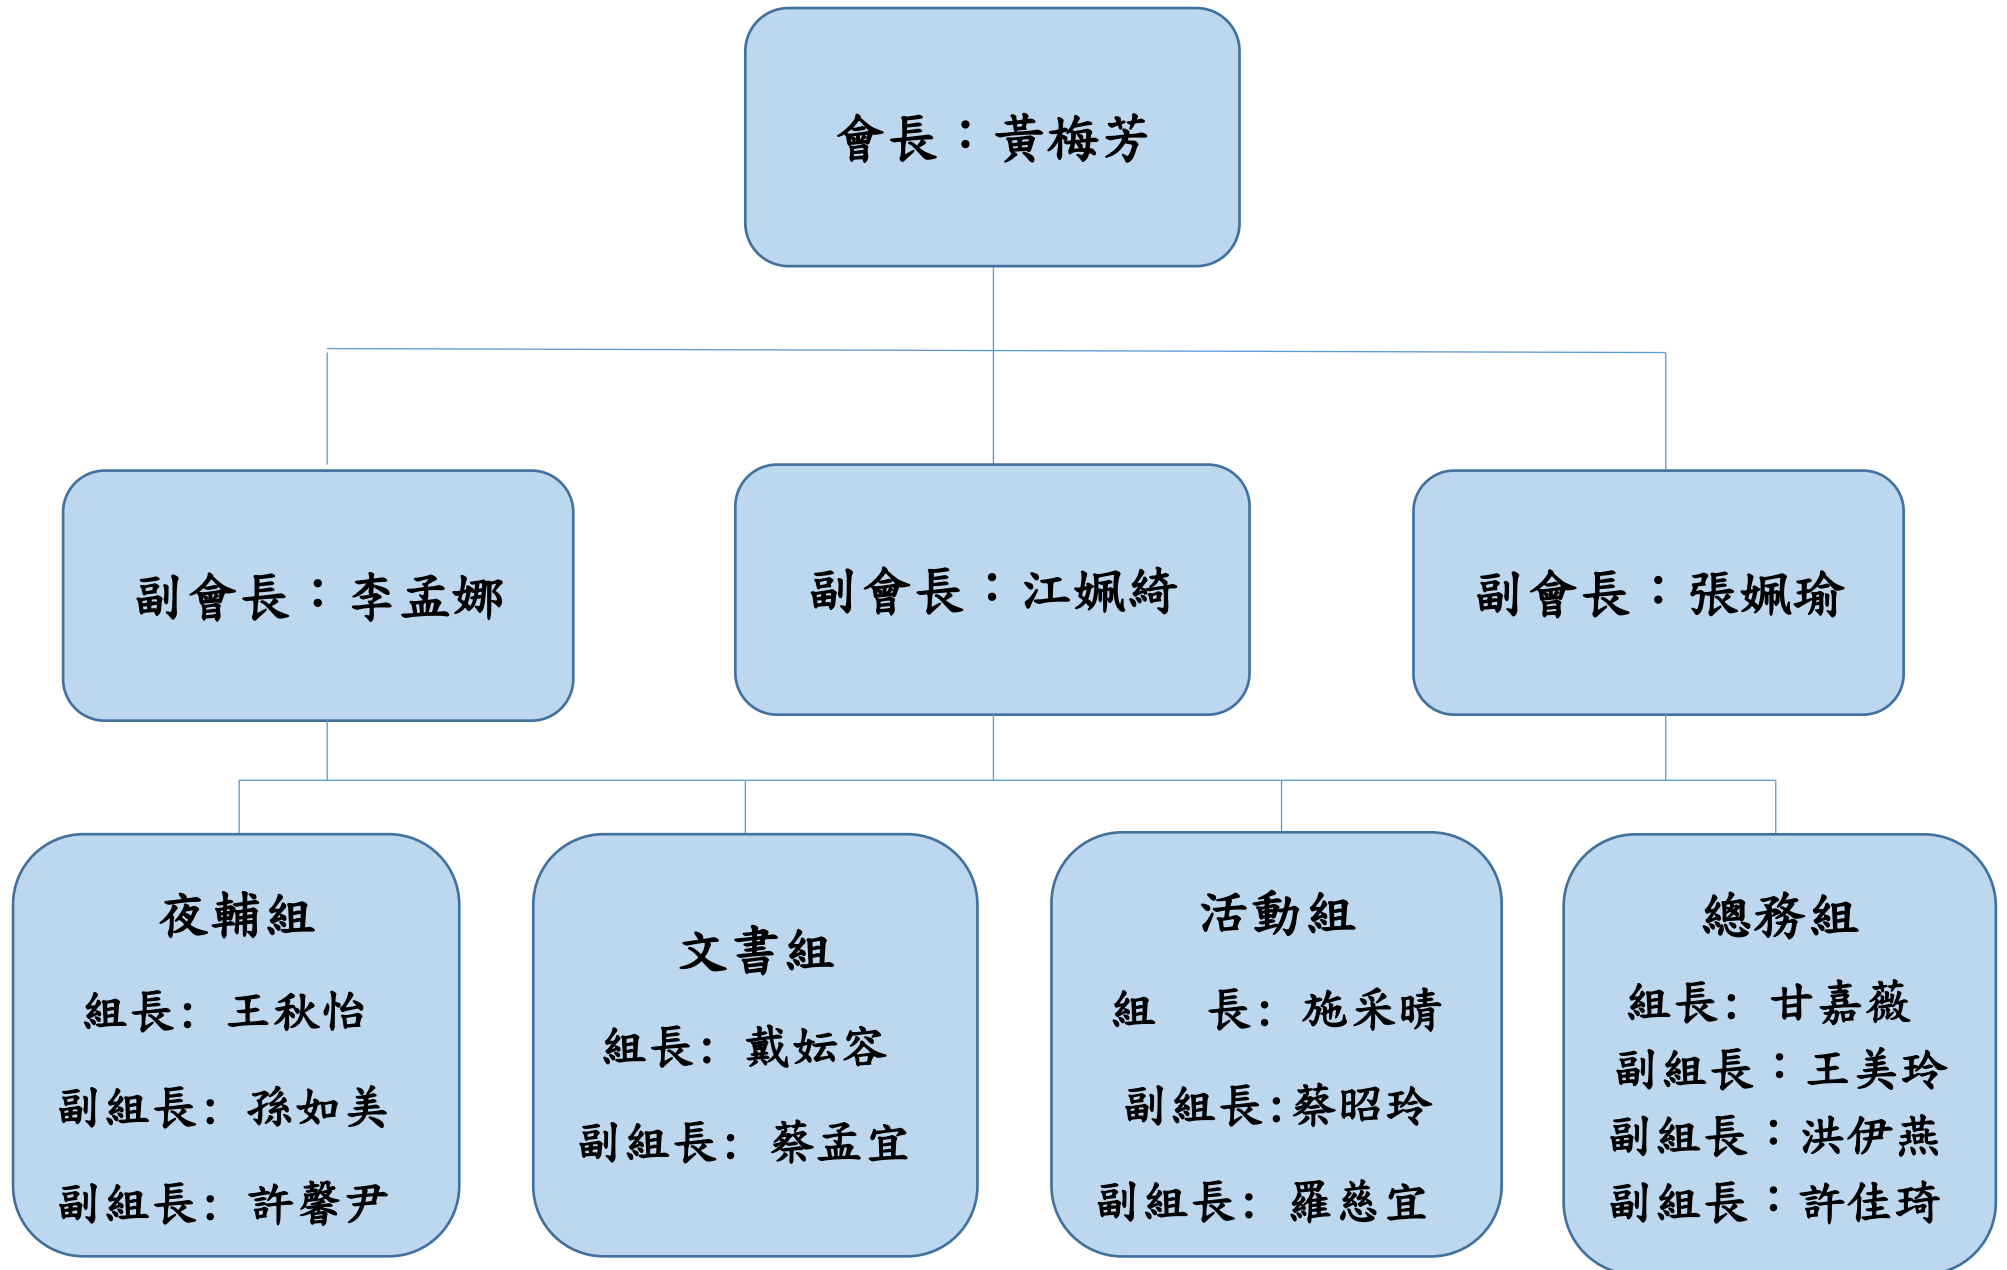 會長：黃梅芳
副會長：李孟娜
副會長：江姵綺
副會長：張姵瑜
夜輔組
組長: 王秋怡
副組長: 孫如美
副組長: 許馨尹
文書組
組長: 戴妘容
副組長: 蔡孟宜
活動組
組　長: 施采晴
副組長:蔡昭玲
副組長: 羅慈宜
總務組
組長: 甘嘉薇
副組長：王美玲
副組長：洪伊燕
副組長：許佳琦